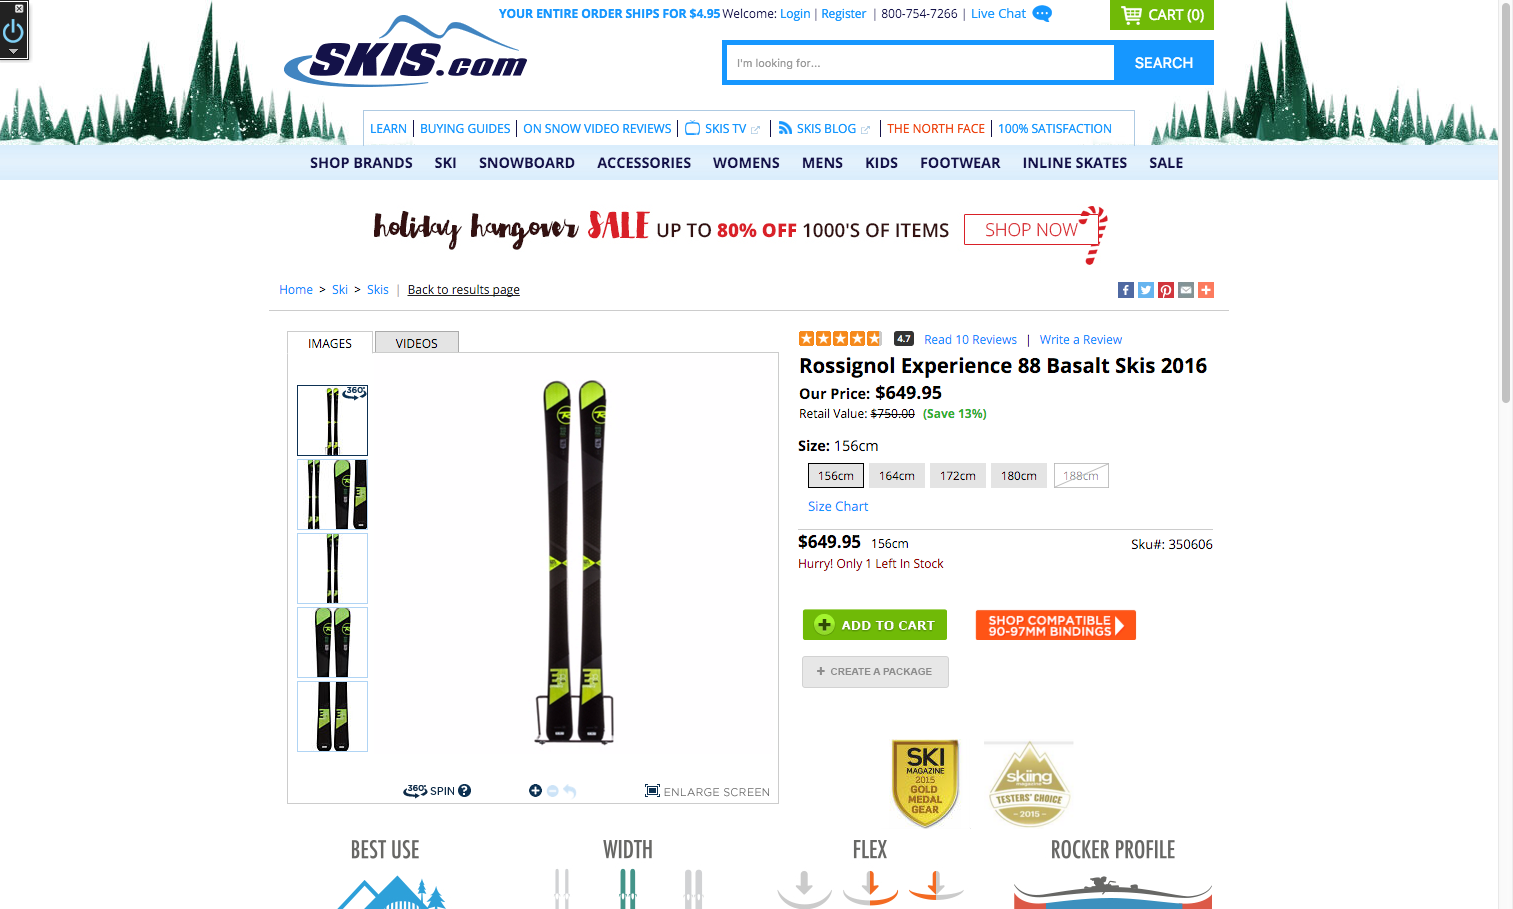 YOUR ENTIRE ORDER SHIPS FOR $4.95 Welcome: Login | Register | 800-754-7266 | Live Chat
CART (0)
SKIS.com
I'm looking for...
SEARCH
LEARN | BUYING GUIDES | ON SNOW VIDEO REVIEWS | SKIS TV | SKIS BLOG | THE NORTH FACE | 100% SATISFACTION
SHOP BRANDS SKI SNOWBOARD ACCESSORIES WOMENS MENS KIDS FOOTWEAR INLINE SKATES SALE
holiday hangover SALE UP TO 80% OFF 1000'S OF ITEMS SHOP NOW
Home > Ski > Skis | Back to results page
IMAGES VIDEOS
360°
4.7 Read 10 Reviews | Write a Review
Rossignol Experience 88 Basalt Skis 2016
Our Price: $649.95
Retail Value: $750.00 (Save 13%)
Size: 156cm
156cm 164cm 172cm 180cm 188cm
Size Chart
$649.95 156cm Sku#: 350606
Hurry! Only 1 Left In Stock
ADD TO CART
SHOP COMPATIBLE
90-97MM BINDINGS
+ CREATE A PACKAGE
SKI
MAGAZINE
2015
GOLD
MEDAL
GEAR
skiing
TESTERS' CHOICE
- 2015 -
360° SPIN ?
ENLARGE SCREEN
BEST USE WIDTH FLEX ROCKER PROFILE